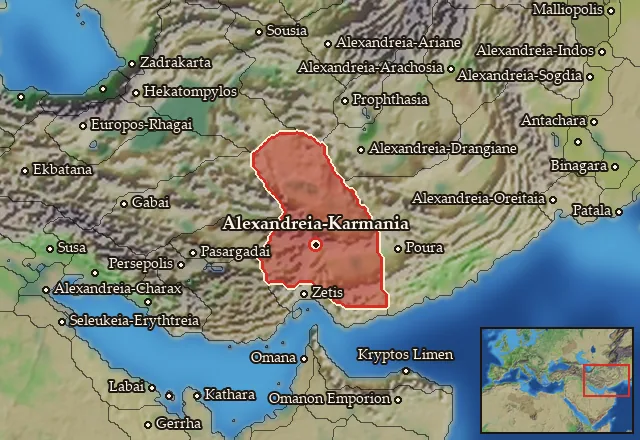 Malliopolis
Sousia
Alexandreia-Ariane
Alexandreia-Indos
Zadrakarta
Alexandreia-Arachosia
Alexandreia-Sogdia
Hekatompylos
Prophthasia
Europos-Rhagai
Antachara
Alexandreia-Drangiane
Ekbatana
Binagara
Gabai
Alexandreia-Oreitaia
Patala
Alexandreia-Karmania
Susa
Pasargadai
Poura
Persepolis
Alexandreia-Charax
Zetis
Seleukeia-Erythtreia
Omana
Kryptos Limen
Labai
Kathara
Omanon Emporion
Gerrha